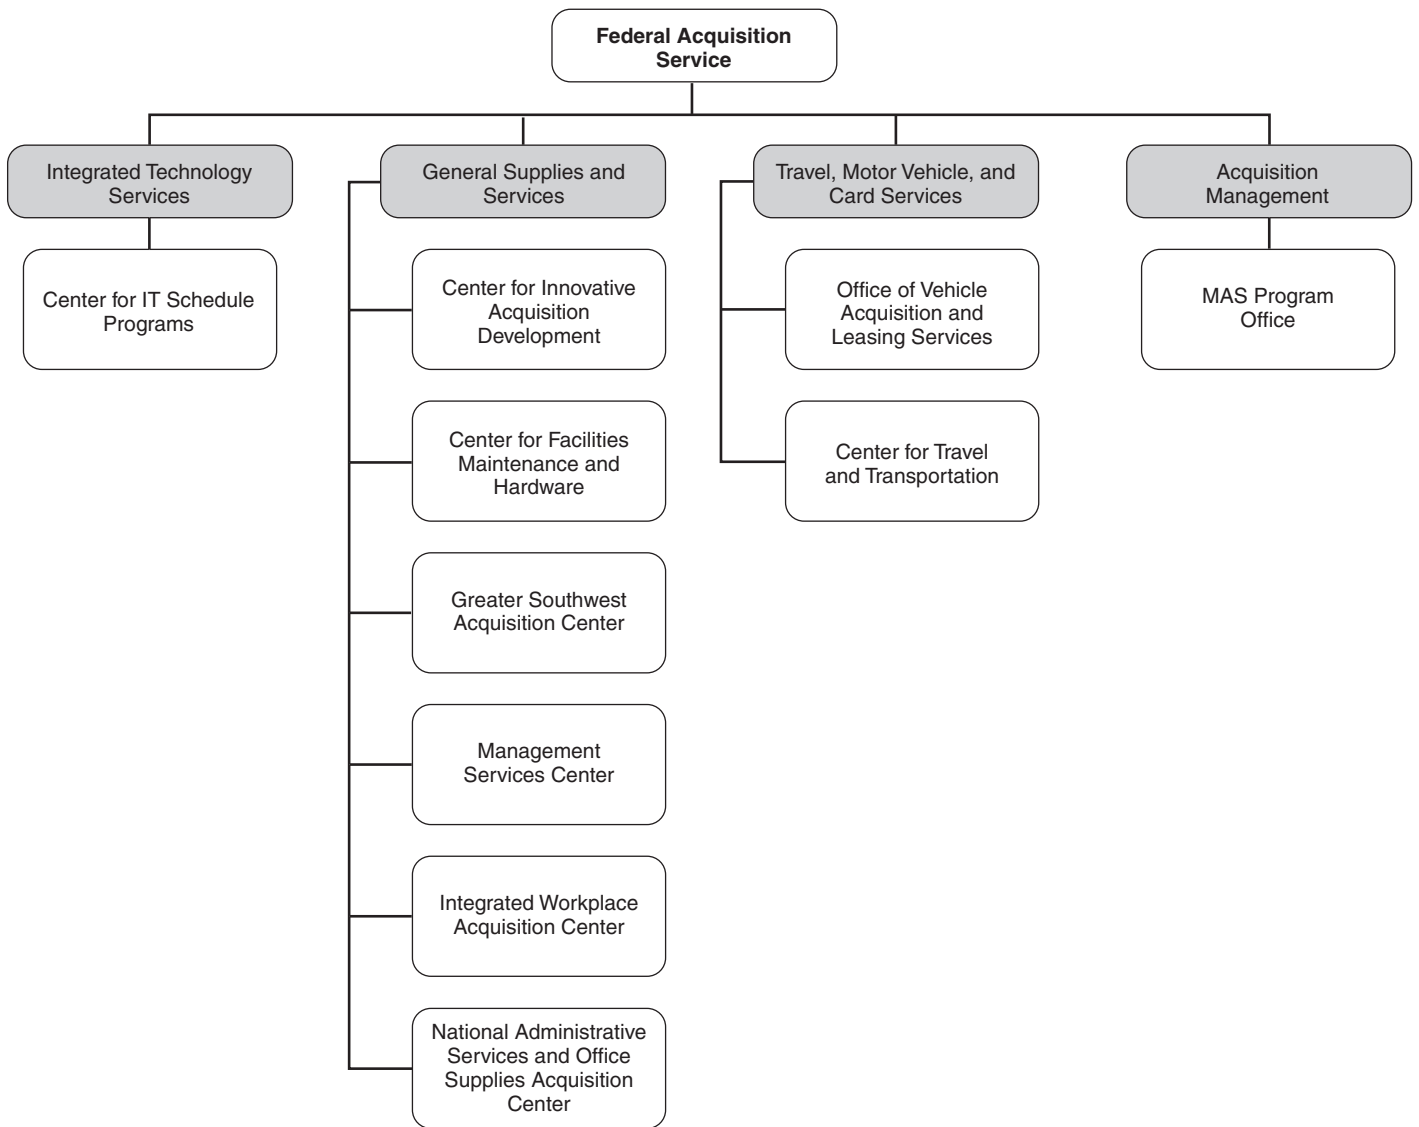 Federal Acquisition
Service
Integrated Technology
Services
General Supplies and
Services
Travel, Motor Vehicle, and
Card Services
Acquisition
Management
Center for IT Schedule
Programs
Center for Innovative
Acquisition
Development
Office of Vehicle
Acquisition and
Leasing Services
MAS Program
Office
Center for Facilities
Maintenance and
Hardware
Center for Travel
and Transportation
Greater Southwest
Acquisition Center
Management
Services Center
Integrated Workplace
Acquisition Center
National Administrative
Services and Office
Supplies Acquisition
Center